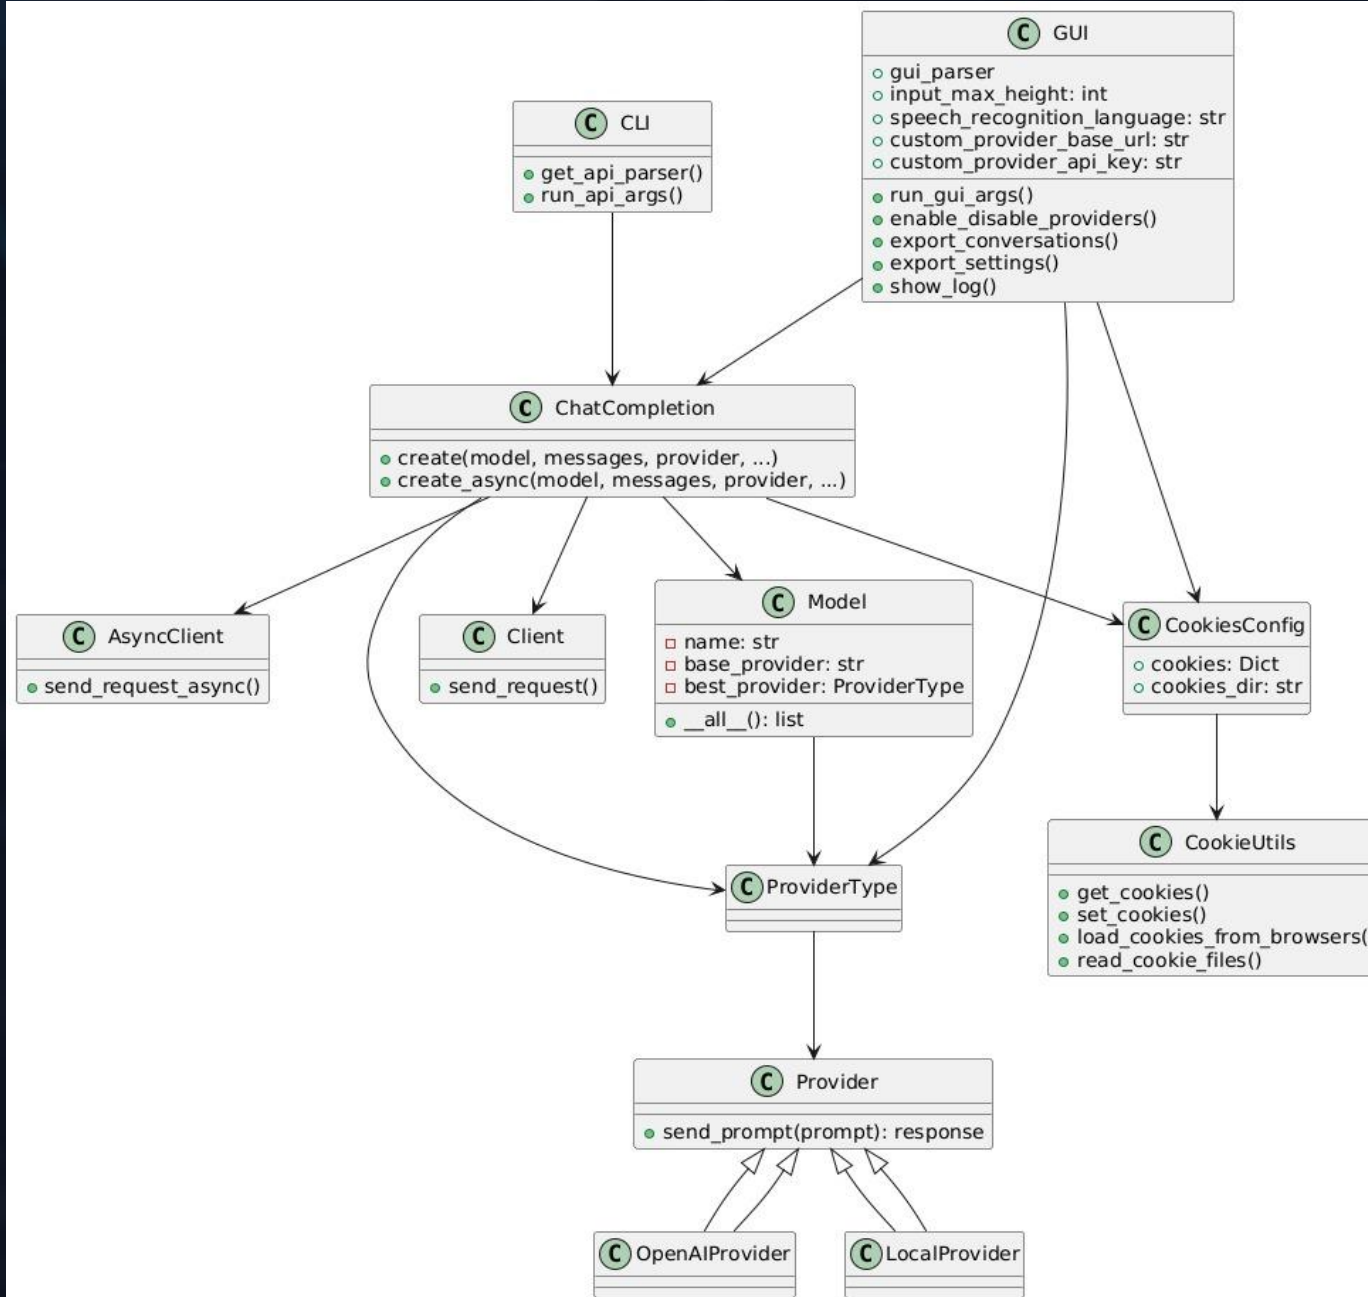 C GUI
gui_parser
input_max_height: int
speech_recognition_language: str
custom_provider_base_url: str
custom_provider_api_key: str
run_gui_args()
enable_disable_providers()
export_conversations()
export_settings()
show_log()
C CLI
get_api_parser()
run_api_args()
C ChatCompletion
create(model, messages, provider, ...)
create_async(model, messages, provider, ...)
C AsyncClient
send_request_async()
C Client
send_request()
C Model
name: str
base_provider: str
best_provider: ProviderType
__all__(): list
C CookiesConfig
cookies: Dict
cookies_dir: str
C CookieUtils
get_cookies()
set_cookies()
load_cookies_from_browsers(
read_cookie_files()
C ProviderType
C Provider
send_prompt(prompt): response
C OpenAIProvider
C LocalProvider